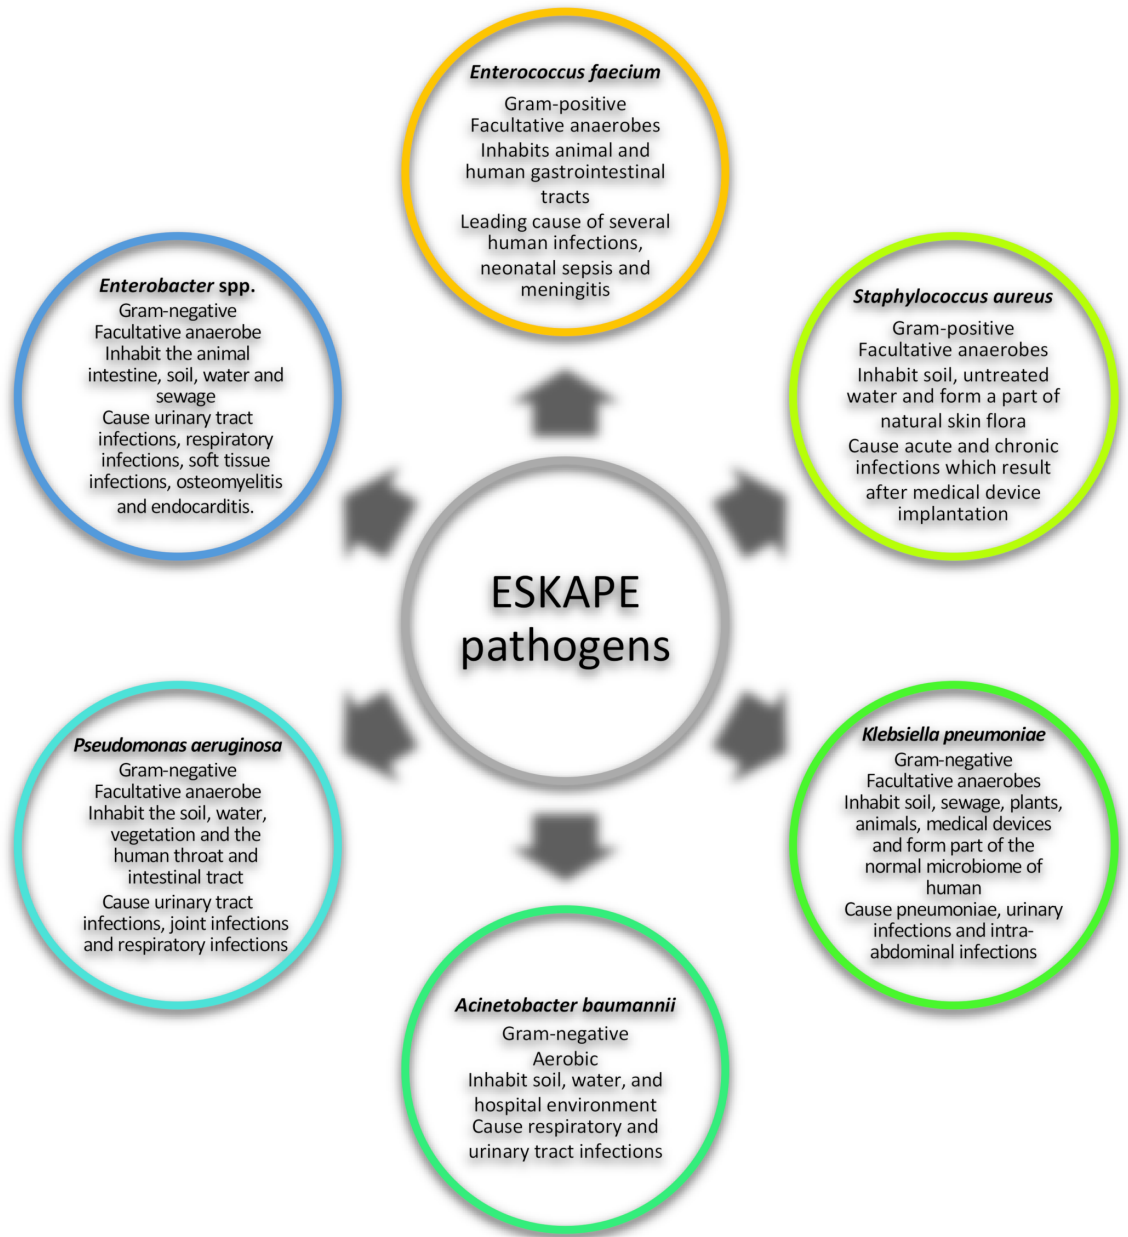 Enterococcus faecium
Gram-positive
Facultative anaerobes
Inhabits animal and
human gastrointestinal
tracts
Leading cause of several
human infections,
neonatal sepsis and
meningitis
Staphylococcus aureus
Gram-positive
Facultative anaerobes
Inhabit soil, untreated
water and form a part of
natural skin flora
Cause acute and chronic
infections which result
after medical device
implantation
Klebsiella pneumoniae
Gram-negative
Facultative anaerobes
Inhabit soil, sewage, plants,
animals, medical devices
and form part of the
normal microbiome of
human
Cause pneumoniae, urinary
infections and intra-
abdominal infections
Acinetobacter baumannii
Gram-negative
Aerobic
Inhabit soil, water, and
hospital environment
Cause respiratory and
urinary tract infections
Pseudomonas aeruginosa
Gram-negative
Facultative anaerobe
Inhabit the soil, water,
vegetation and the
human throat and
intestinal tract
Cause urinary tract
infections, joint infections
and respiratory infections
Enterobacter spp.
Gram-negative
Facultative anaerobe
Inhabit the animal
intestine, soil, water and
sewage
Cause urinary tract
infections, respiratory
infections, soft tissue
infections, osteomyelitis
and endocarditis.
ESKAPE
pathogens